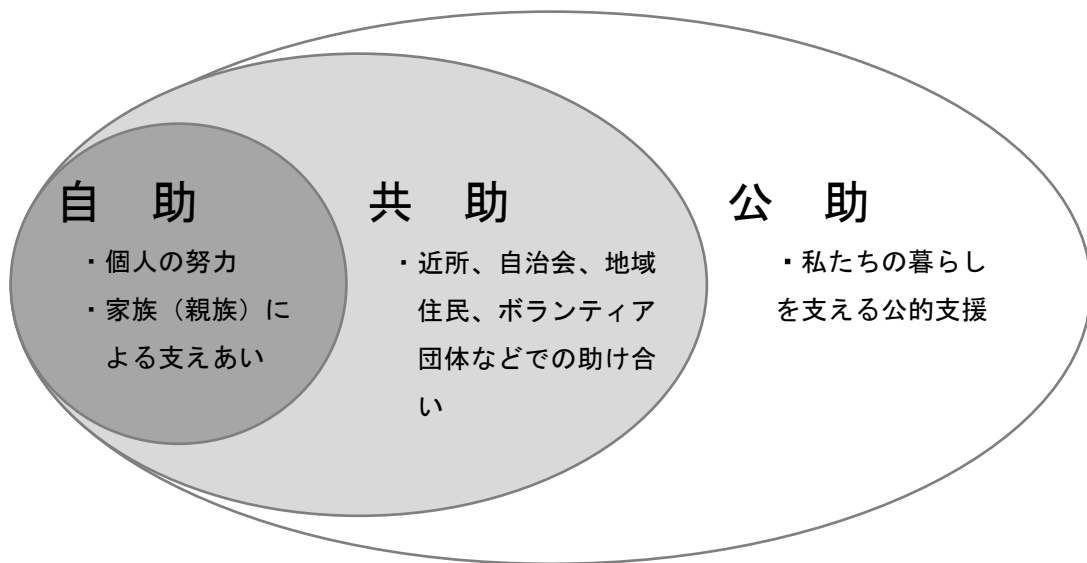 自　助
・個人の努力
・家族（親族）に
よる支えあい
共　助
・近所、自治会、地域
住民、ボランティア
団体などでの助け合
い
公　助
・私たちの暮らし
を支える公的支援